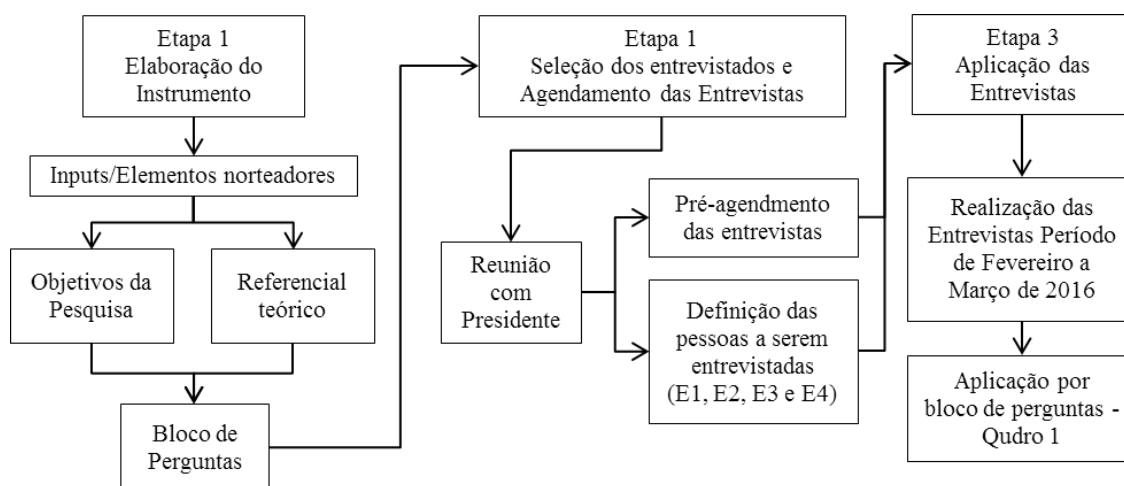 Etapa 1
Elaboração do
Instrumento
Inputs/Elementos norteadores
Objetivos da
Pesquisa
Referencial
teórico
Bloco de
Perguntas
Etapa 1
Seleção dos entrevistados e
Agendamento das Entrevistas
Reunião
com
Presidente
Pré-agendmento
das entrevistas
Definição das
pessoas a serem
entrevistadas
(E1, E2, E3 e E4)
Etapa 3
Aplicação das
Entrevistas
Realização das
Entrevistas Período
de Fevereiro a
Março de 2016
Aplicação por
bloco de perguntas -
Qudro 1